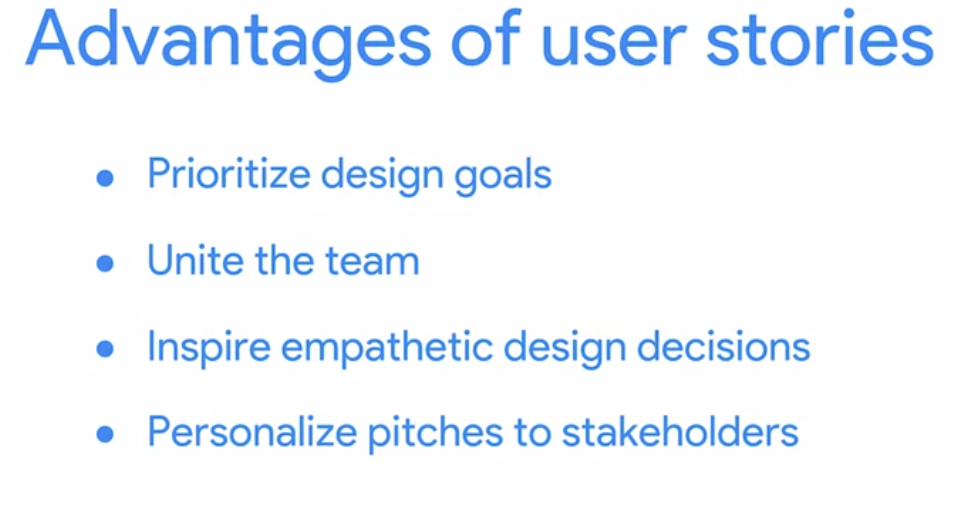 Advantages of user stories
• Prioritize design goals
• Unite the team
• Inspire empathetic design decisions
• Personalize pitches to stakeholders